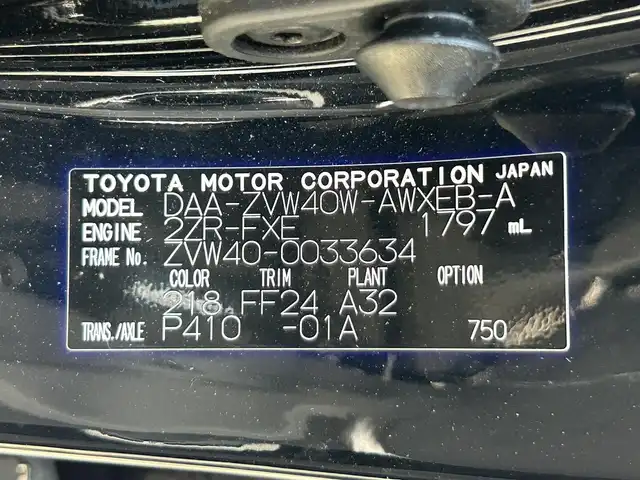 TOYOTA MOTOR CORPORATION JAPAN
MODEL DAA-ZVW40W-AWXEB-A
ENGINE 2ZR-FXE 1797 mL
FRAME No. ZVW40-0033634
COLOR TRIM PLANT OPTION
218 FF24 A32
TRANS./AXLE P410 -01A 750